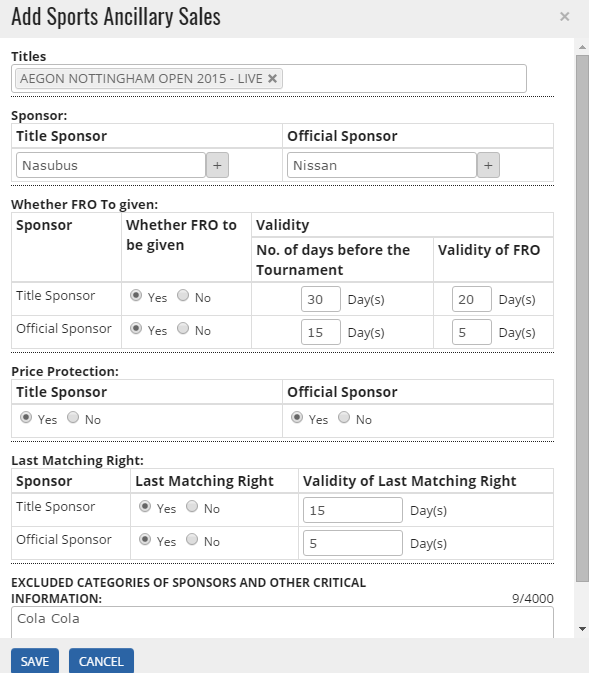 Add Sports Ancillary Sales ×
Titles
AEGON NOTTINGHAM OPEN 2015 - LIVE ✖
Sponsor:
Title Sponsor Official Sponsor
Nasubus + Nissan +
Whether FRO To given:
Sponsor Whether FRO to be given Validity
No. of days before the Tournament Validity of FRO
Title Sponsor Yes No 30 Day(s) 20 Day(s)
Official Sponsor Yes No 15 Day(s) 5 Day(s)
Price Protection:
Title Sponsor Official Sponsor
Yes No Yes No
Last Matching Right:
Sponsor Last Matching Right Validity of Last Matching Right
Title Sponsor Yes No 15 Day(s)
Official Sponsor Yes No 5 Day(s)
EXCLUDED CATEGORIES OF SPONSORS AND OTHER CRITICAL
INFORMATION: 9/4000
Cola Cola
SAVE CANCEL